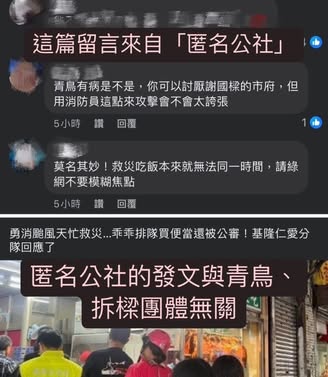 這篇留言來自「匿名公社」
1
青鳥有病是不是，你可以討厭謝國樑的市府，但
用消防員這點來攻擊會不會太誇張
5小時 讚 回覆
1
莫名其妙！救災吃飯本來就無法同一時間，請綠
網不要模糊焦點
5小時 讚 回覆
勇消颱風天忙救災...乖乖排隊買便當還被公審！基隆仁愛分
隊回應了
匿名公社的發文與青鳥、
拆樑團體無關